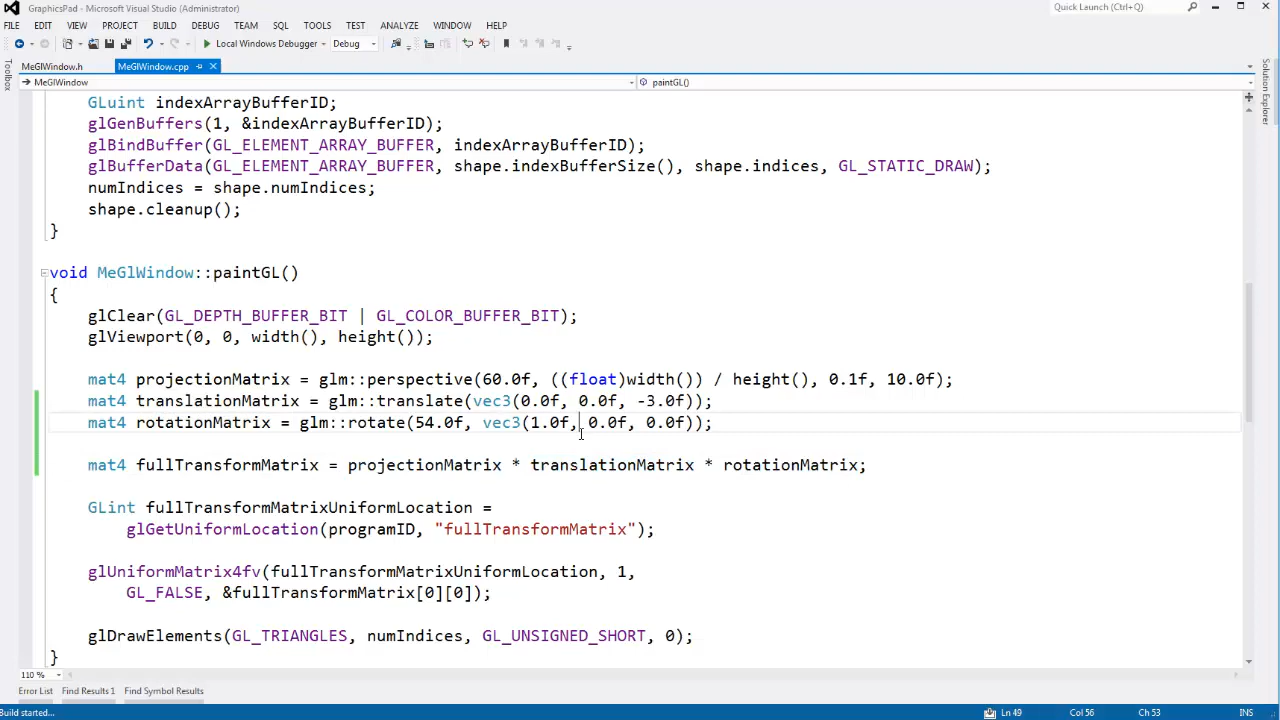 GraphicsPad - Microsoft Visual Studio (Administrator)
Quick Launch (Ctrl+Q)
FILE EDIT VIEW PROJECT BUILD DEBUG TEAM SQL TOOLS TEST ANALYZE WINDOW HELP
Local Windows Debugger Debug
MeGlWindow.h MeGlWindow.cpp
MeGlWindow paintGL()
Toolbox
Solution Explorer
GLuint indexArrayBufferID;
glGenBuffers(1, &indexArrayBufferID);
glBindBuffer(GL_ELEMENT_ARRAY_BUFFER, indexArrayBufferID);
glBufferData(GL_ELEMENT_ARRAY_BUFFER, shape.indexBufferSize(), shape.indices, GL_STATIC_DRAW);
numIndices = shape.numIndices;
shape.cleanup();
}
void MeGlWindow::paintGL()
{
glClear(GL_DEPTH_BUFFER_BIT | GL_COLOR_BUFFER_BIT);
glViewport(0, 0, width(), height());
mat4 projectionMatrix = glm::perspective(60.0f, ((float)width()) / height(), 0.1f, 10.0f);
mat4 translationMatrix = glm::translate(vec3(0.0f, 0.0f, -3.0f));
mat4 rotationMatrix = glm::rotate(54.0f, vec3(1.0f, 0.0f, 0.0f));
mat4 fullTransformMatrix = projectionMatrix * translationMatrix * rotationMatrix;
GLint fullTransformMatrixUniformLocation =
glGetUniformLocation(programID, "fullTransformMatrix");
glUniformMatrix4fv(fullTransformMatrixUniformLocation, 1,
GL_FALSE, &fullTransformMatrix[0][0]);
glDrawElements(GL_TRIANGLES, numIndices, GL_UNSIGNED_SHORT, 0);
}
110 %
Error List Find Results 1 Find Symbol Results
Build started... Ln 49 Col 56 Ch 53 INS